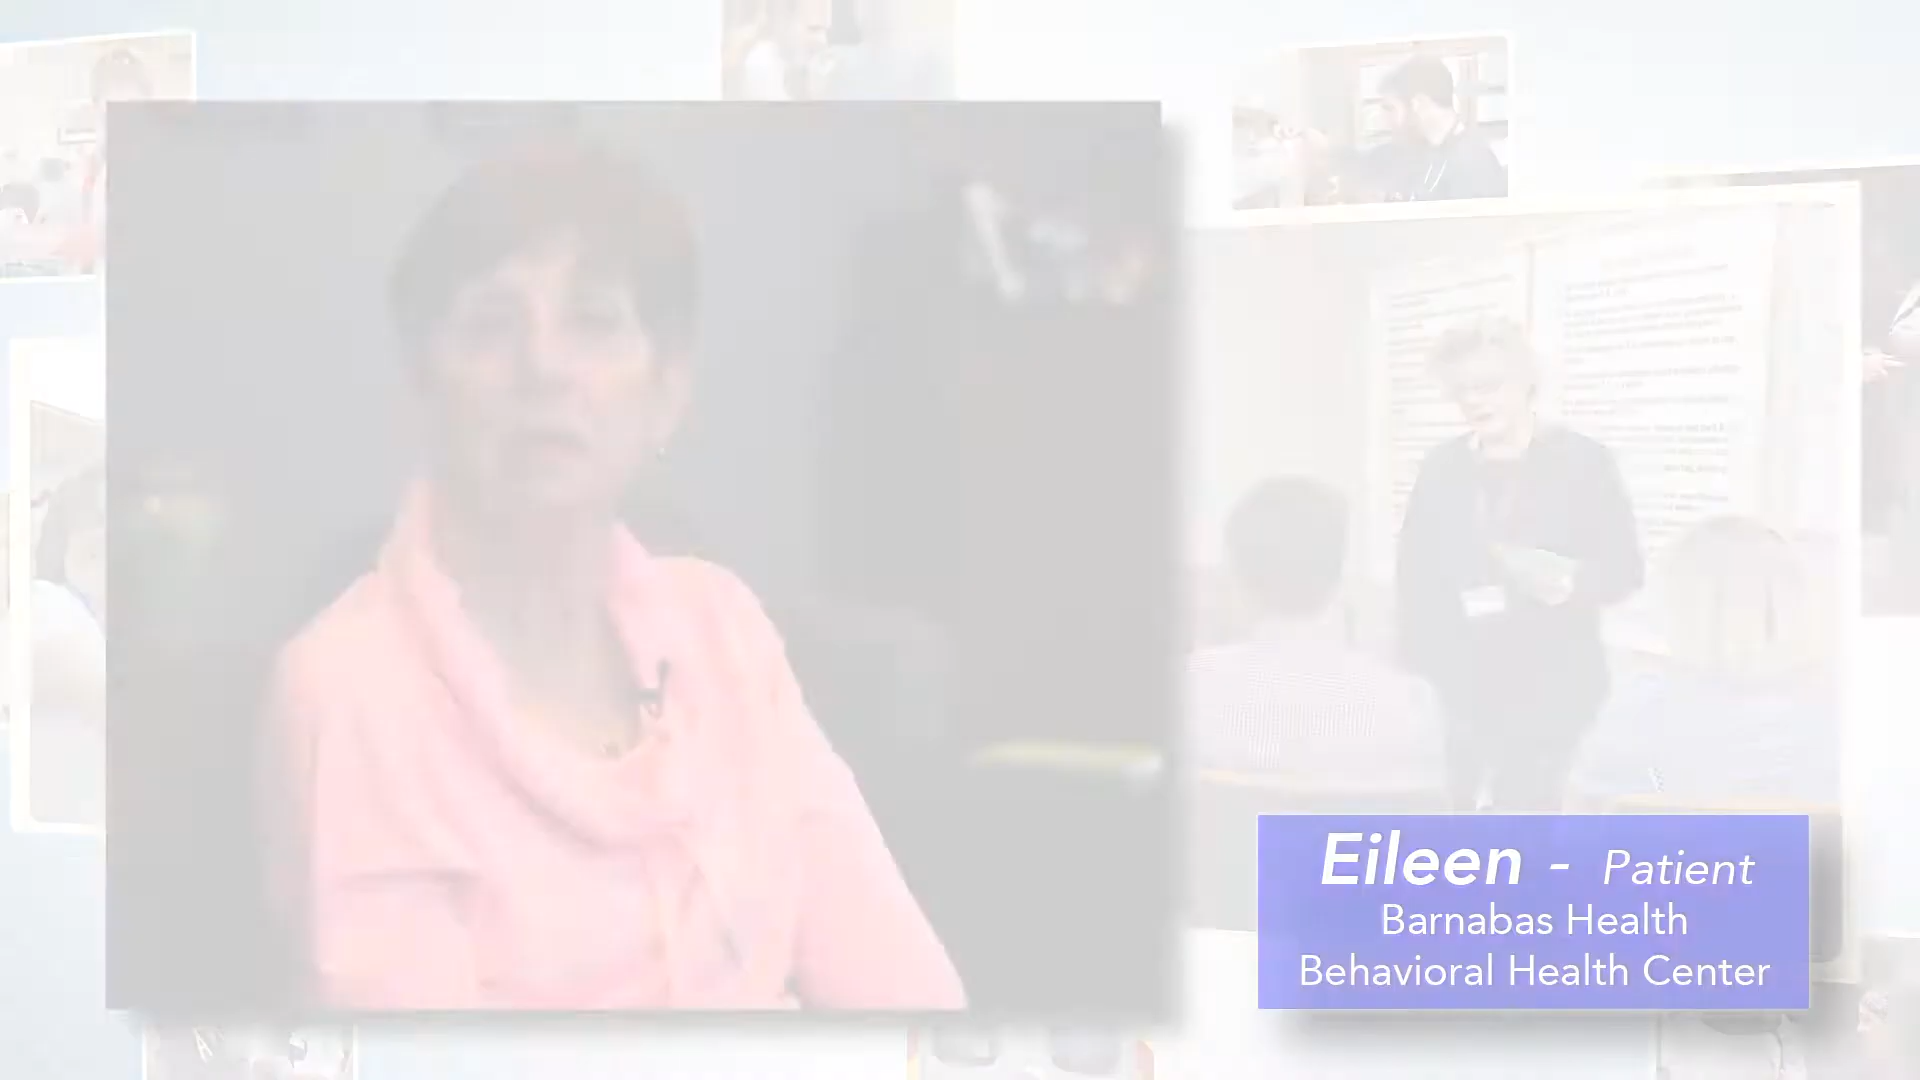 Eileen - Patient
Barnabas Health
Behavioral Health Center